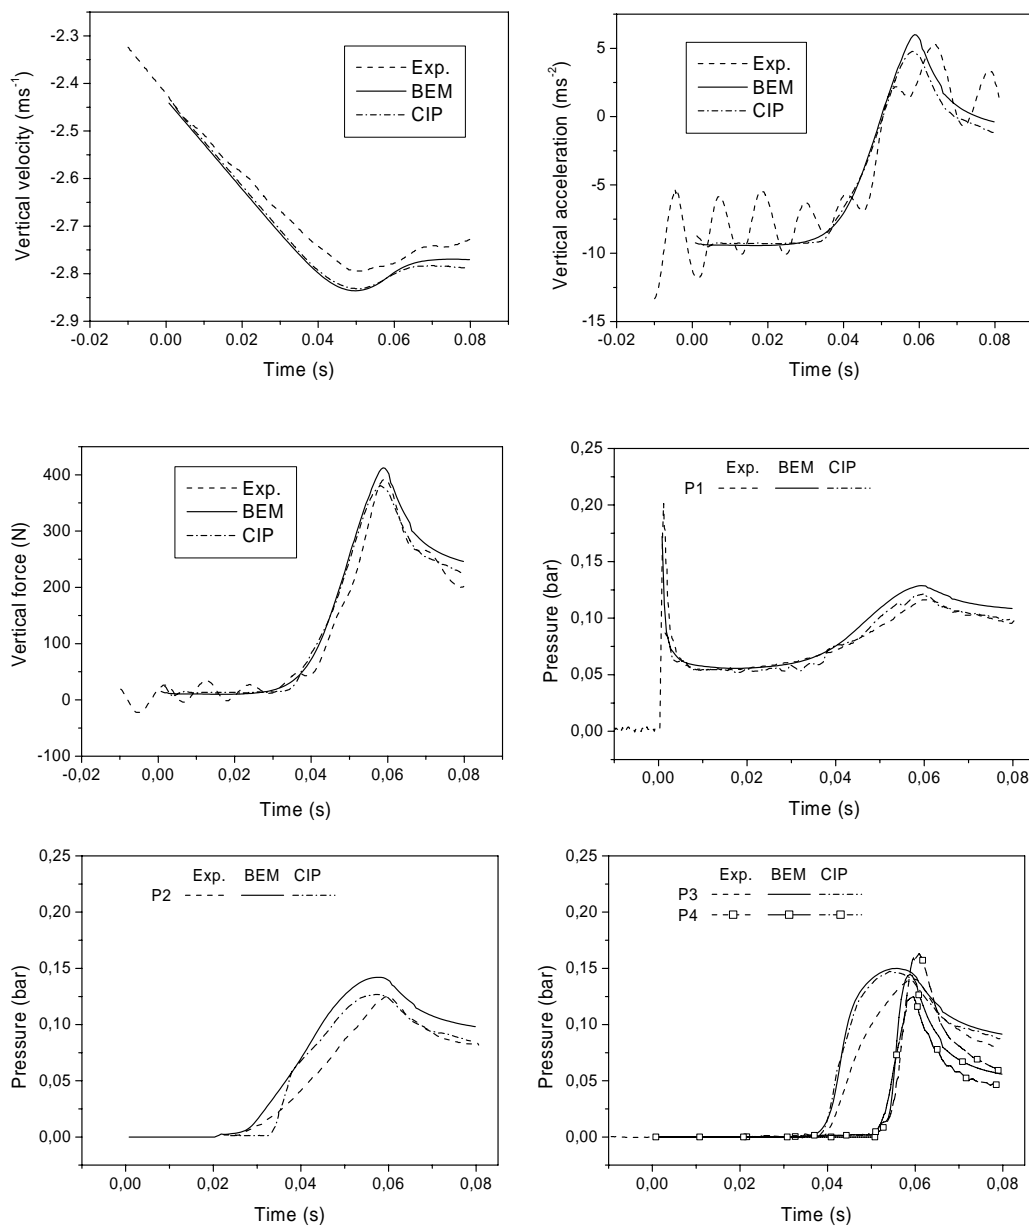 -2.3
-2.4
-2.5
-2.6
-2.7
-2.8
-2.9
Vertical velocity (ms-1)
Exp.
BEM
CIP
-0.02 0.00 0.02 0.04 0.06 0.08
Time (s)
5
0
-5
-10
-15
Vertical acceleration (ms-2)
Exp.
BEM
CIP
-0.02 0.00 0.02 0.04 0.06 0.08
Time (s)
400
300
200
100
0
-100
Vertical force (N)
Exp.
BEM
CIP
-0,02 0,00 0,02 0,04 0,06 0,08
Time (s)
0,25
0,20
0,15
0,10
0,05
0,00
Pressure (bar)
Exp. BEM CIP
P1
0,00 0,02 0,04 0,06 0,08
Time (s)
0,25
0,20
0,15
0,10
0,05
0,00
Pressure (bar)
Exp. BEM CIP
P2
0,00 0,02 0,04 0,06 0,08
Time (s)
0,25
0,20
0,15
0,10
0,05
0,00
Pressure (bar)
Exp. BEM CIP
P3
P4
0,00 0,02 0,04 0,06 0,08
Time (s)